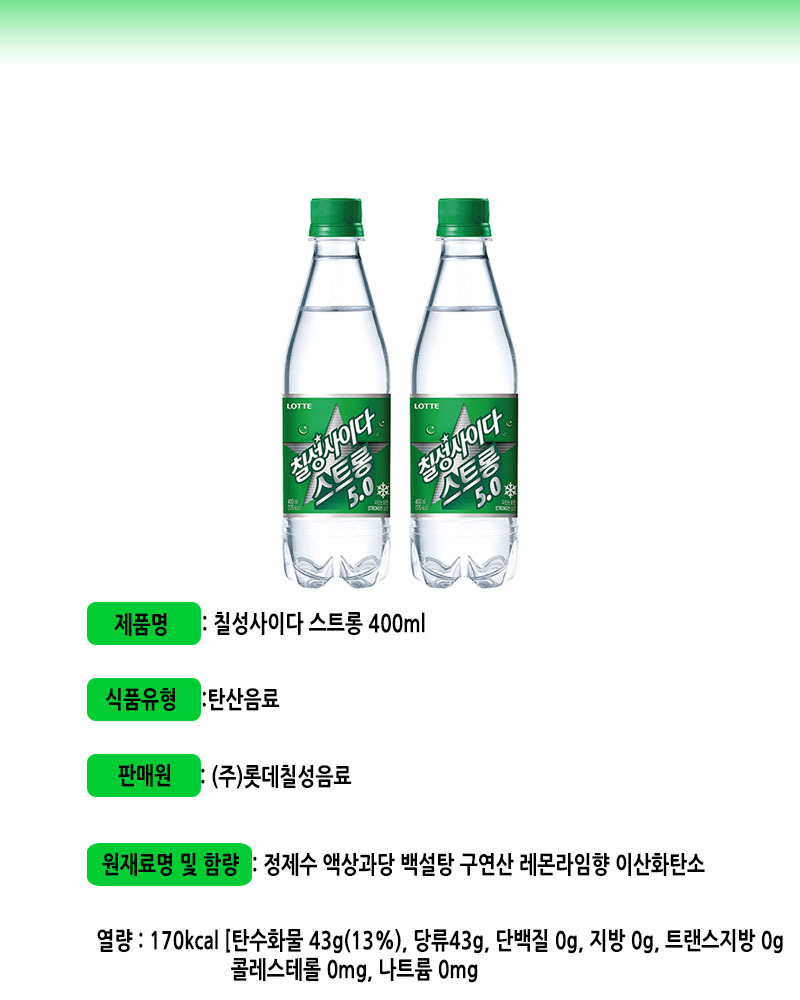 LOTTE LOTTE
칠성사이다 칠성사이다
스트롱 스트롱
5.0 5.0
400 ml 400 ml
제품명 : 칠성사이다 스트롱 400ml
식품유형 :탄산음료
판매원 : (주)롯데칠성음료
원재료명 및 함량 : 정제수 액상과당 백설탕 구연산 레몬라임향 이산화탄소
열량 : 170kcal [탄수화물 43g(13%), 당류43g, 단백질 0g, 지방 0g, 트랜스지방 0g
콜레스테롤 0mg, 나트륨 0mg